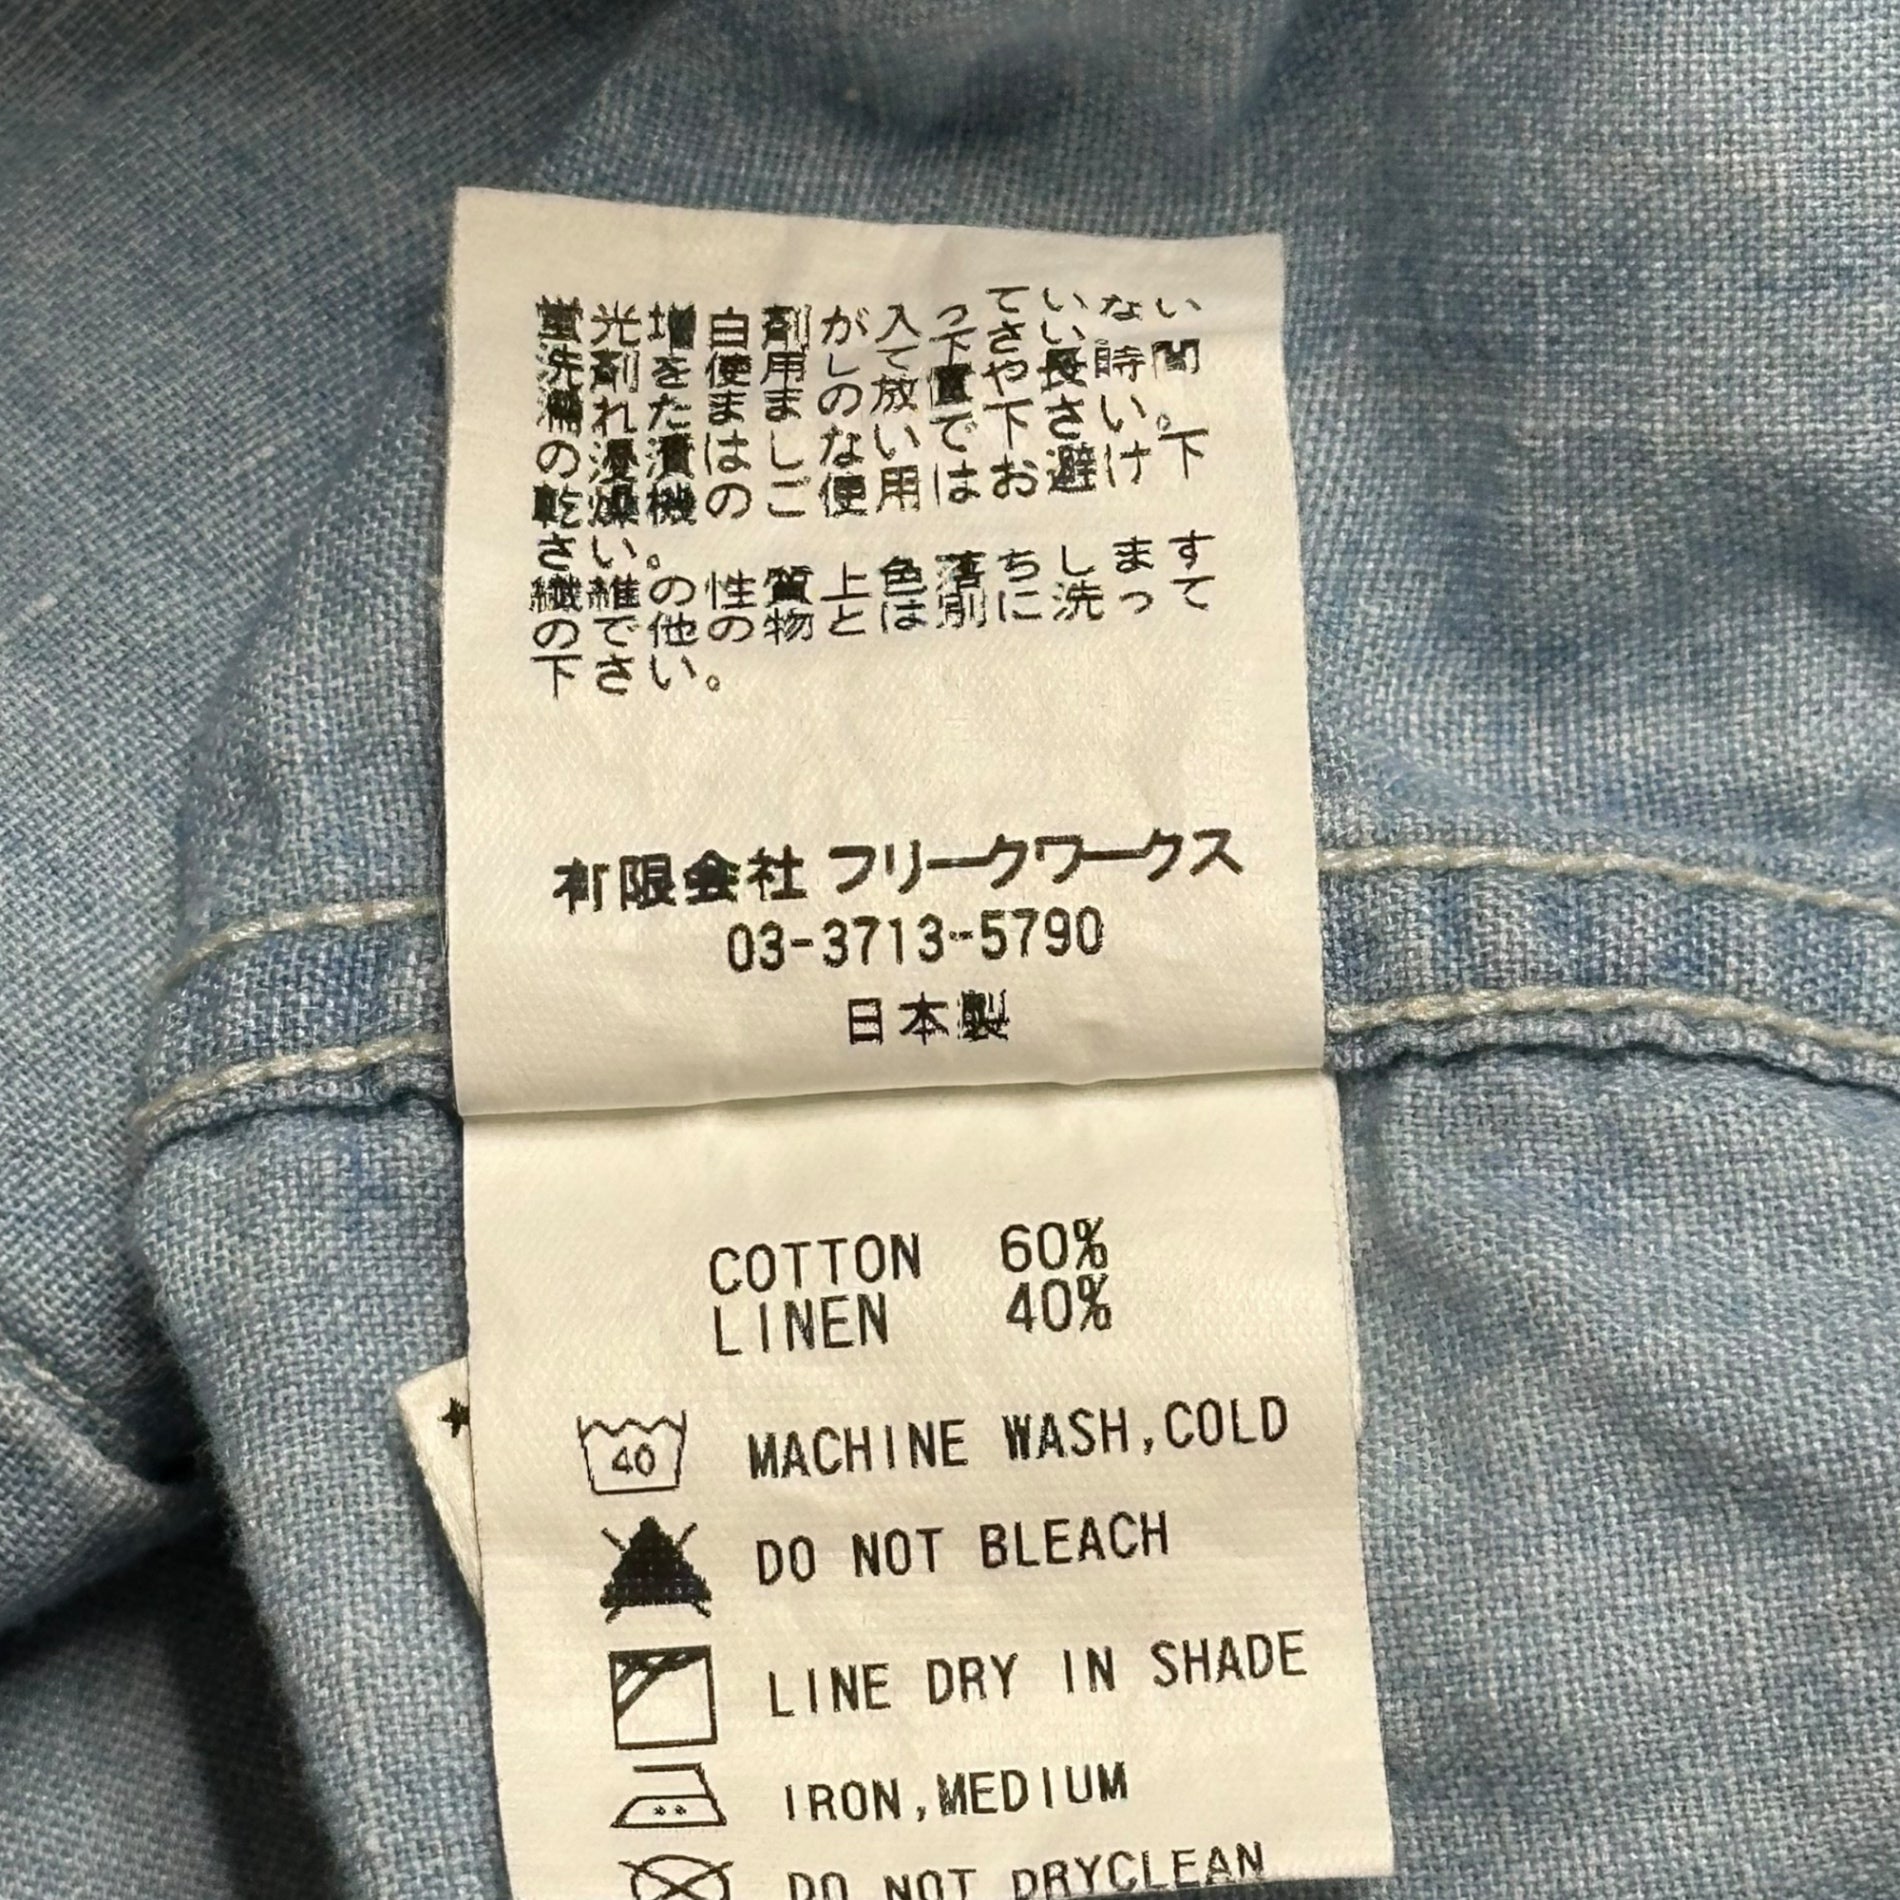 蛍光増白剤が入っていない
洗剤を使用して下さい。
濡れたまましの放置や長時間
の浸漬はしないで下さい。
乾燥機のご使用はお避け下
さい。
繊維の性質上色落ちします
の他の物とは別に洗って
下さい。
有限会社 フリークワークス
03-3713-5790
日本製
COTTON 60%
LINEN 40%
40 MACHINE WASH,COLD
DO NOT BLEACH
LINE DRY IN SHADE
IRON,MEDIUM
DO NOT DRYCLEAN